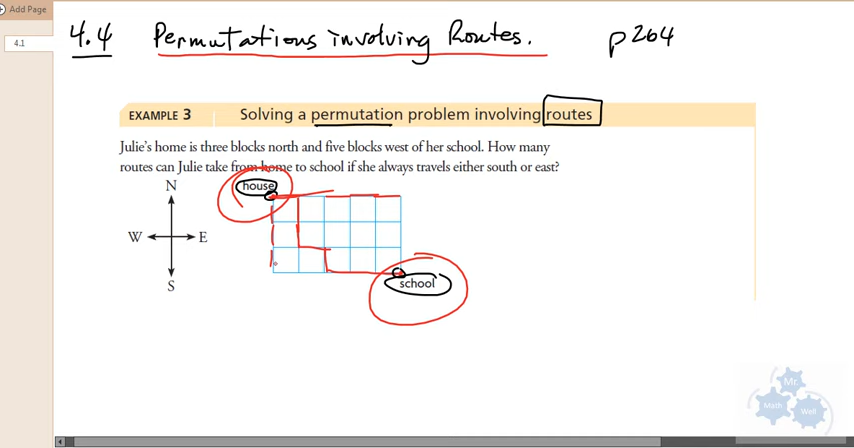 Add Page
4.1
4.4 Permutations involving Routes. p264
EXAMPLE 3 Solving a permutation problem involving routes
Julie's home is three blocks north and five blocks west of her school. How many
routes can Julie take from home to school if she always travels either south or east?
N
house
W E
S
school
Mr.
Math Well